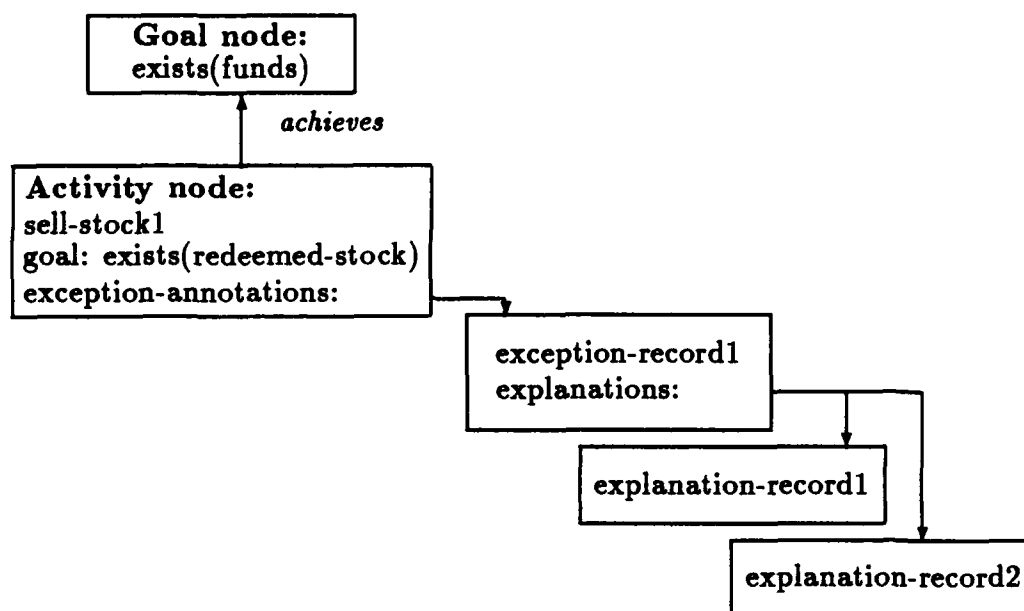 Goal node:
exists(funds)
achieves
Activity node:
sell-stock1
goal: exists(redeemed-stock)
exception-annotations:
exception-record1
explanations:
explanation-record1
explanation-record2